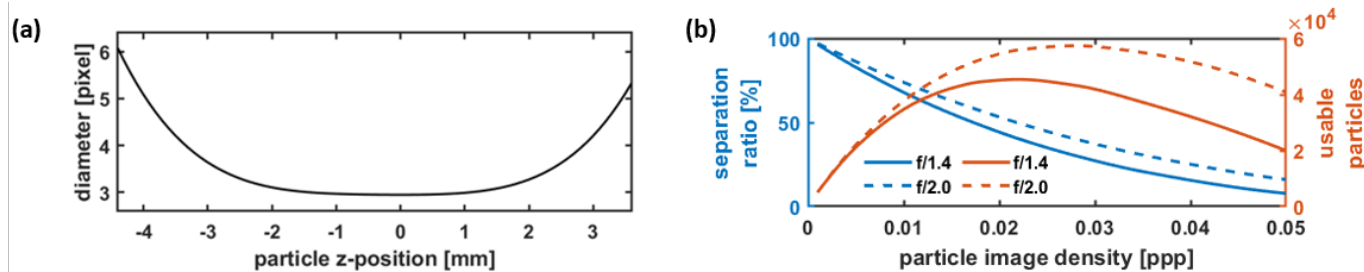 (a)
diameter [pixel]
6
5
4
3
-4 -3 -2 -1 0 1 2 3
particle z-position [mm]
(b)
separation
ratio [%]
100
50
0
f/1.4 f/1.4
f/2.0 f/2.0
0 0.01 0.02 0.03 0.04 0.05
particle image density [ppp]
×10⁴
6
4
2
0
usable
particles